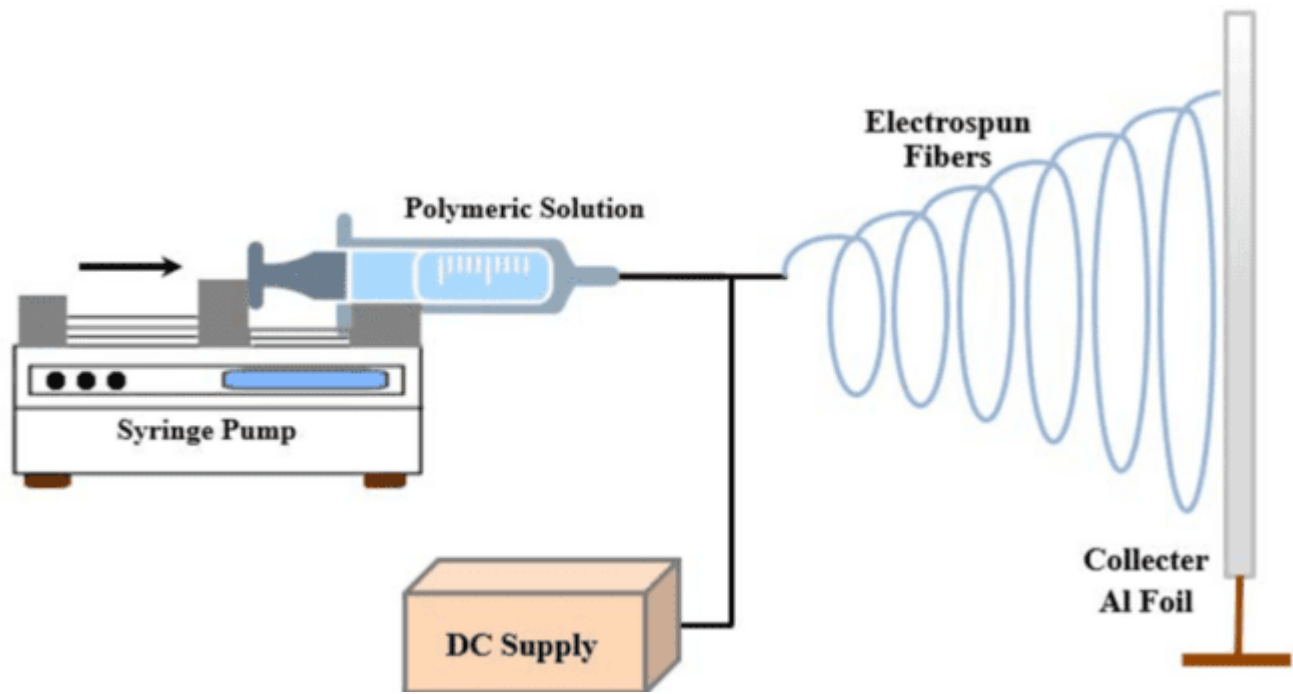 Electrospun
Fibers
Polymeric Solution
Syringe Pump
Collecter
Al Foil
DC Supply